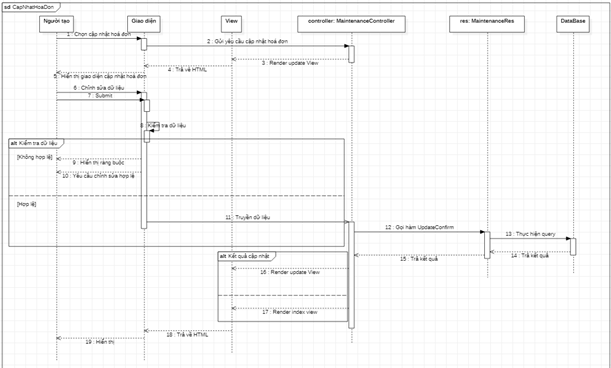 sd CapNhatHoaDon
Người tạo
Giao diện
View
controller: MaintenanceController
res: MaintenanceRes
DataBase
1 : Chọn cập nhật hoá đơn
2 : Gửi yêu cầu cập nhật hoá đơn
3 : Render update View
4 : Trả về HTML
5 : Hiển thị giao diện cập nhật hoá đơn
6 : Chỉnh sửa dữ liệu
7 : Submit
8 : Kiểm tra dữ liệu
alt Kiểm tra dữ liệu
[Không hợp lệ]
9 : Hiển thị ràng buộc
10 : Yêu cầu chỉnh sửa hợp lệ
[Hợp lệ]
11 : Truyền dữ liệu
12 : Gọi hàm UpdateConfirm
13 : Thực hiện query
14 : Trả kết quả
15 : Trả kết quả
alt Kết quả cập nhật
16 : Render update View
17 : Render index view
18 : Trả về HTML
19 : Hiển thị